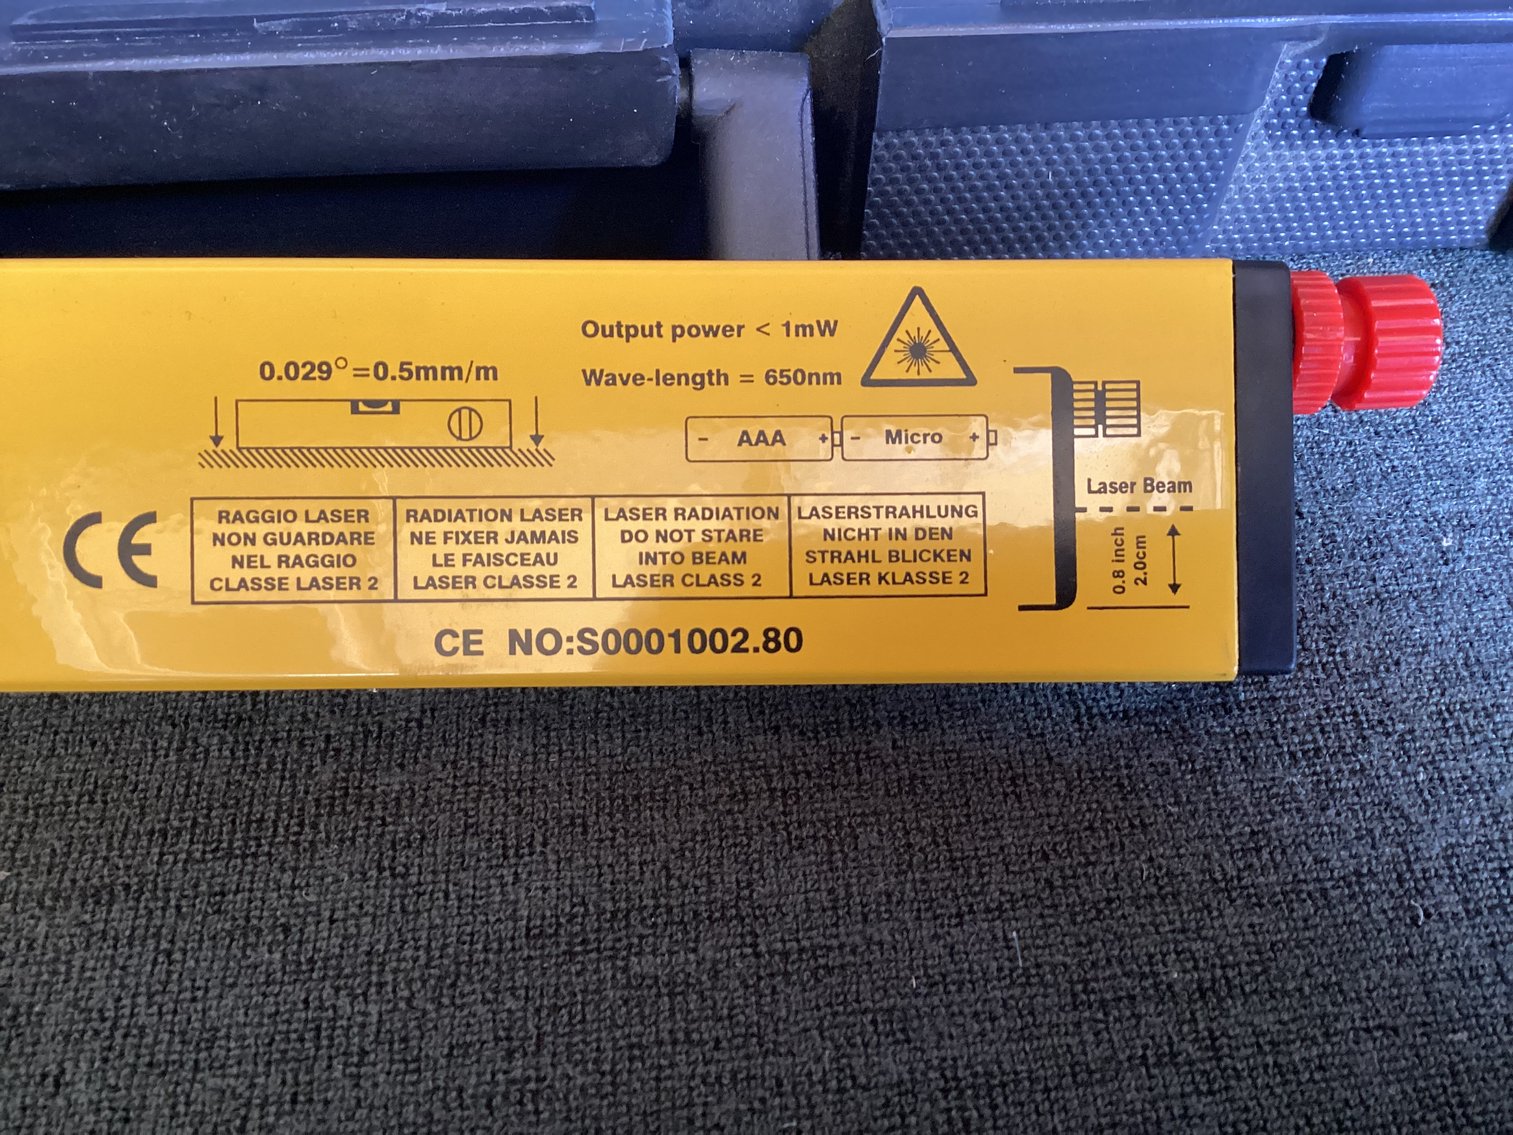 Output power < 1mW
Wave-length = 650nm
0.029°=0.5mm/m
- AAA + - Micro +
Laser Beam
0.8 inch
2.0cm
CE
RAGGIO LASER
NON GUARDARE
NEL RAGGIO
CLASSE LASER 2
RADIATION LASER
NE FIXER JAMAIS
LE FAISCEAU
LASER CLASSE 2
LASER RADIATION
DO NOT STARE
INTO BEAM
LASER CLASS 2
LASERSTRAHLUNG
NICHT IN DEN
STRAHL BLICKEN
LASER KLASSE 2
CE NO:S0001002.80